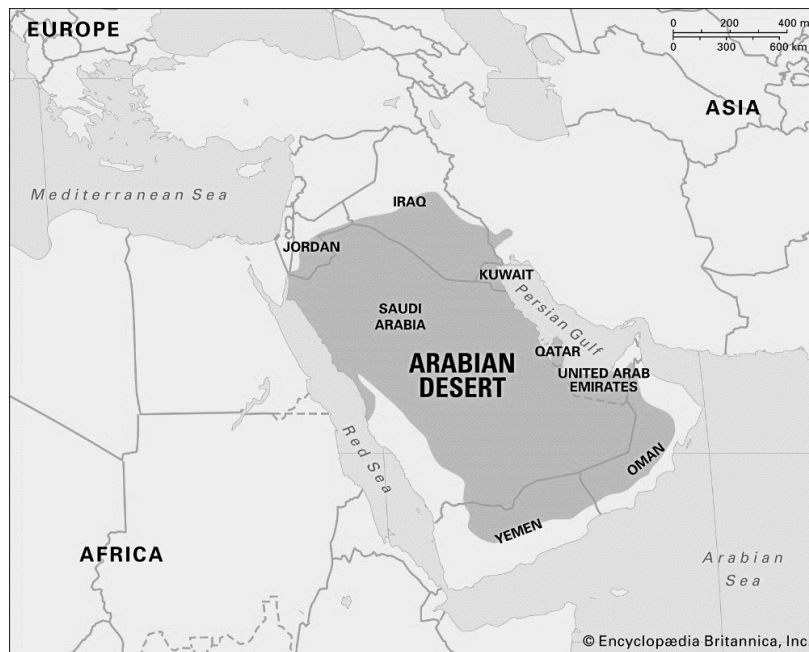 EUROPE
0 200 400 m
0 300 600 km
ASIA
Mediterranean Sea
IRAQ
JORDAN
KUWAIT
Persian Gulf
SAUDI
ARABIA
QATAR
ARABIAN
DESERT
UNITED ARAB
EMIRATES
Red Sea
OMAN
YEMEN
AFRICA
Arabian
Sea
© Encyclopædia Britannica, Inc